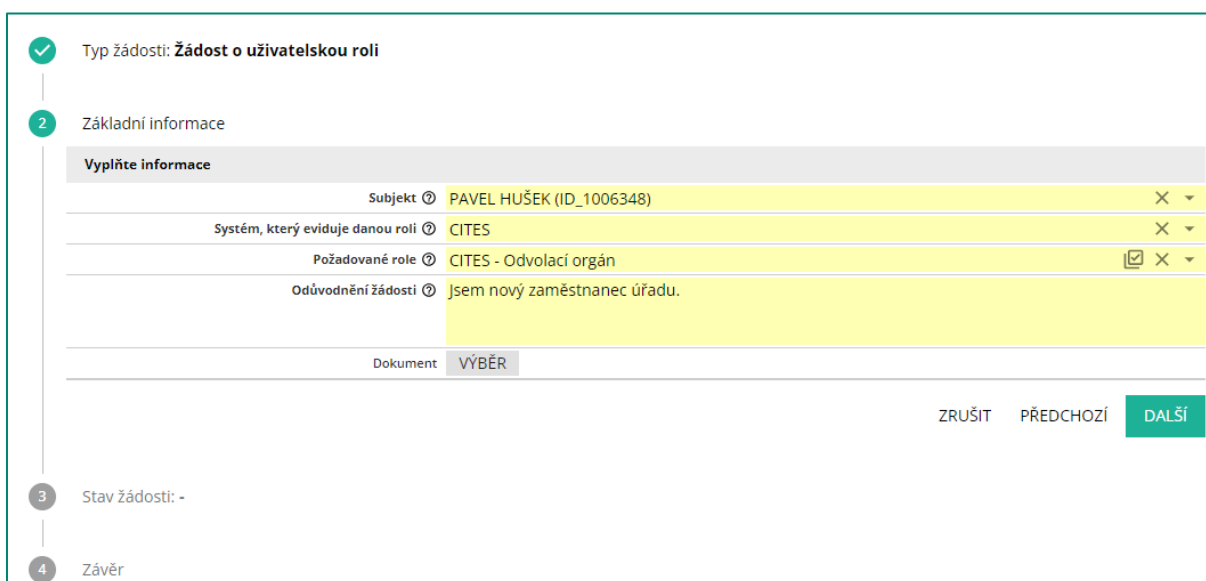 Typ žádosti: Žádost o uživatelskou roli
2 Základní informace
Vyplňte informace
Subjekt ? PAVEL HUŠEK (ID_1006348)
Systém, který eviduje danou roli ? CITES
Požadované role ? CITES - Odvolací orgán
Odůvodnění žádosti ? Jsem nový zaměstnanec úřadu.
Dokument VÝBĚR
ZRUŠIT PŘEDCHOZÍ DALŠÍ
3 Stav žádosti: -
4 Závěr